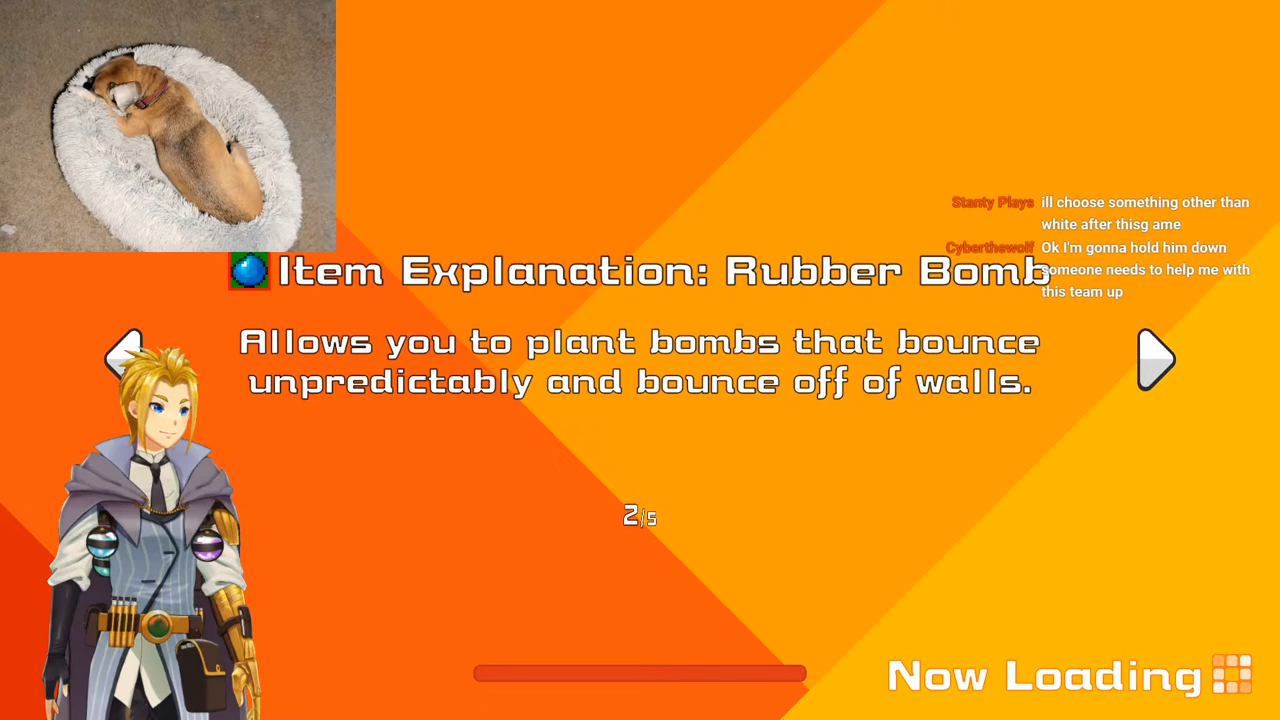 Stanty Plays ill choose something other than
white after thisg ame
Cyberthewolf Ok I'm gonna hold him down
someone needs to help me with
this team up
Item Explanation: Rubber Bomb
Allows you to plant bombs that bounce
unpredictably and bounce off of walls.
2/5
Now Loading